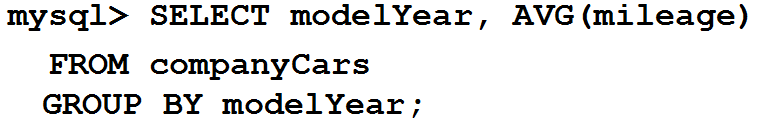 mysql> SELECT modelYear, AVG(mileage)
FROM companyCars
GROUP BY modelYear;